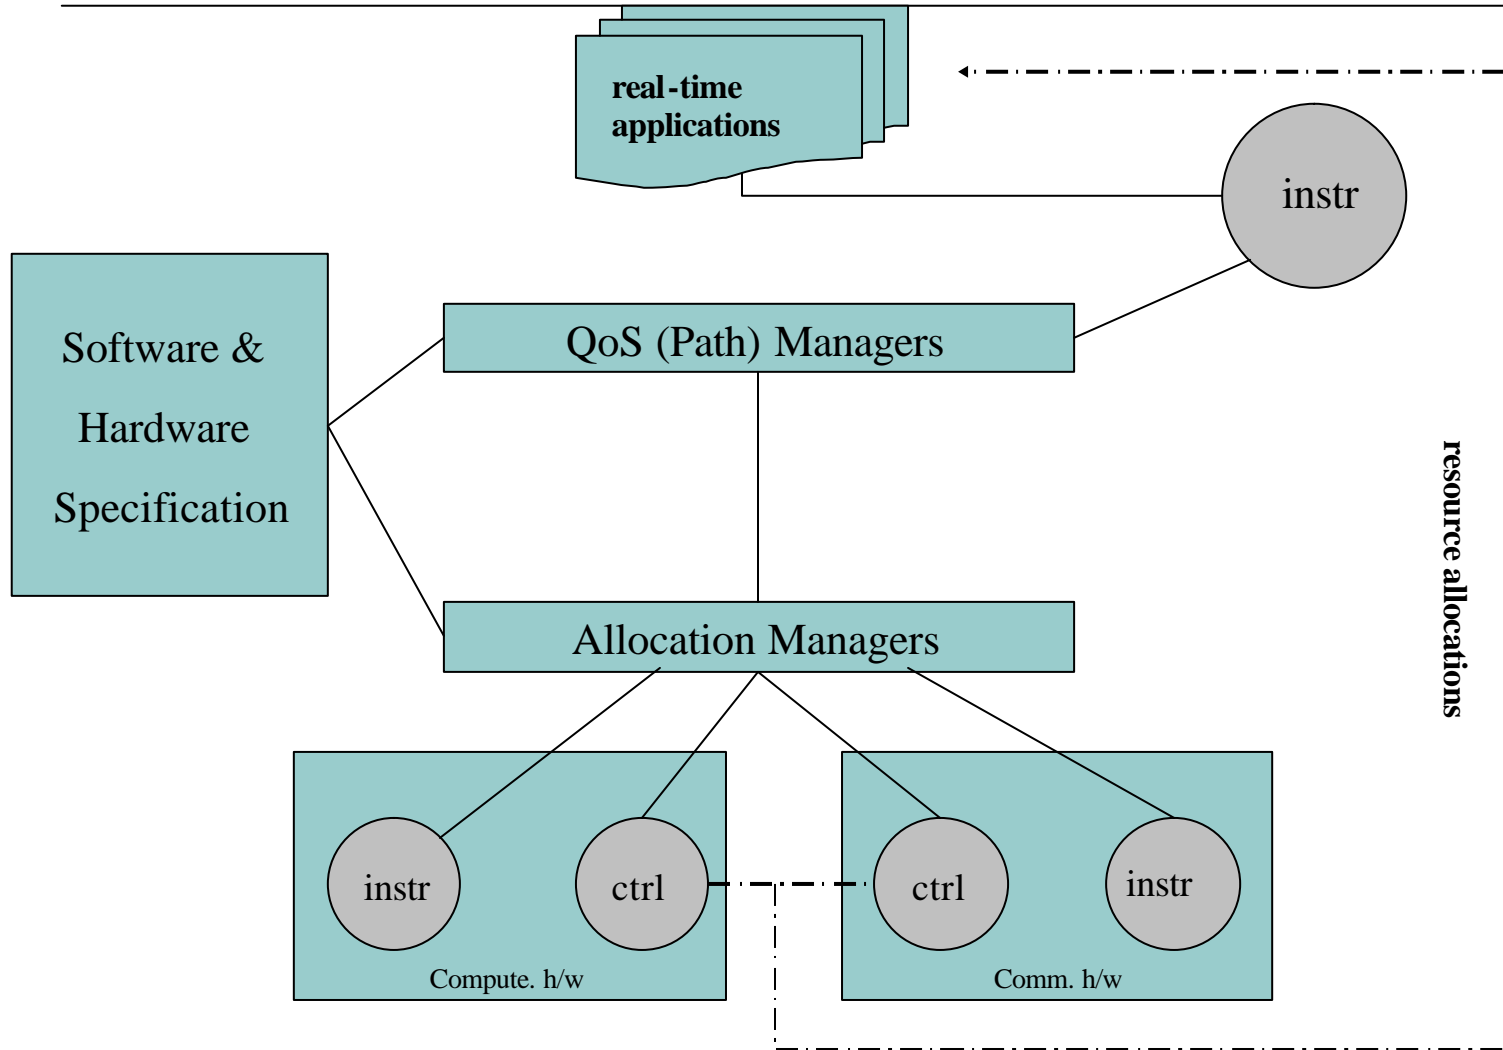 real-time
applications
instr
Software &
Hardware
Specification
QoS (Path) Managers
resource allocations
Allocation Managers
instr
ctrl
ctrl
instr
Compute. h/w
Comm. h/w